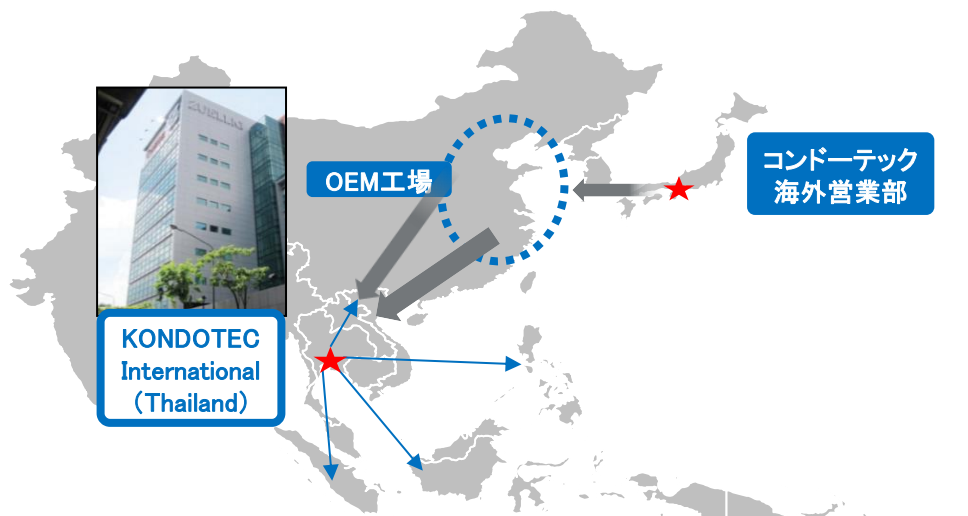 OEM工場
コンドーテック
海外営業部
KONDOTEC
International
(Thailand)